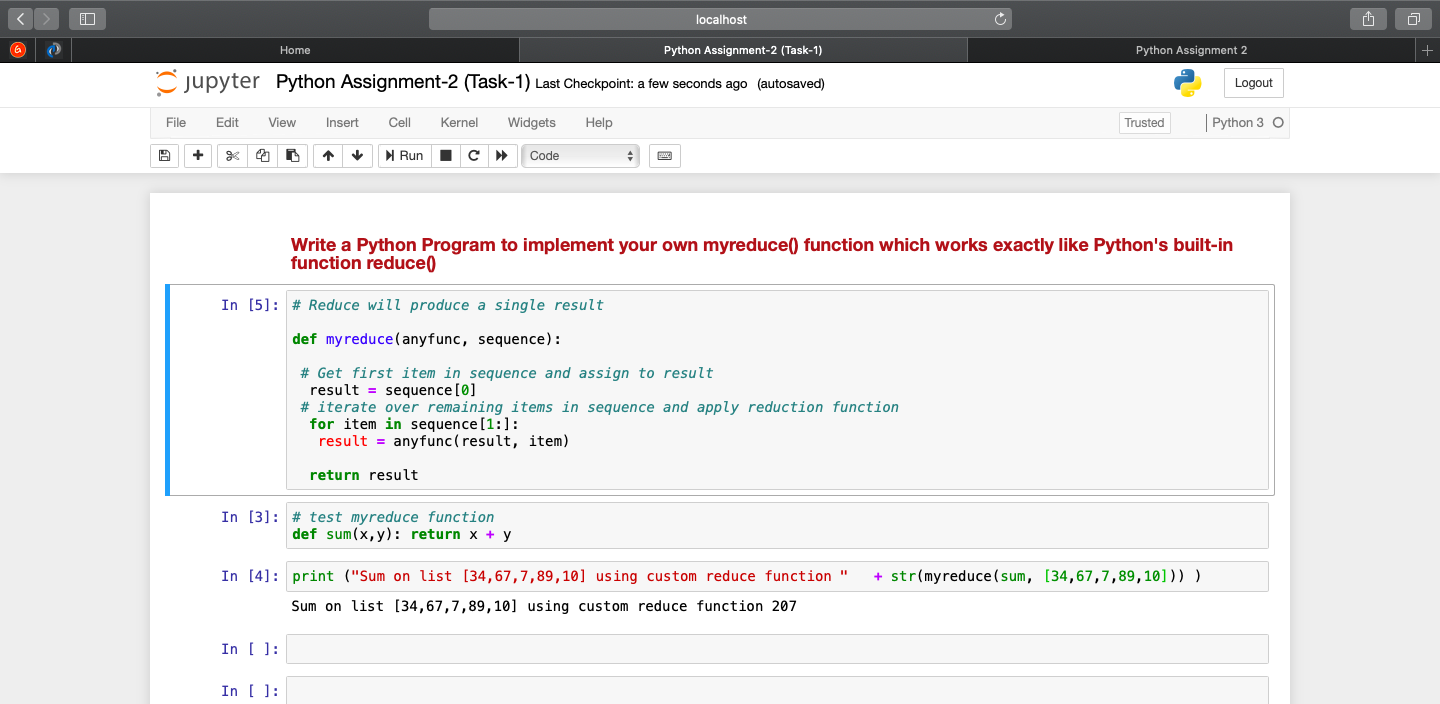 localhost
Home
Python Assignment-2 (Task-1)
Python Assignment 2
jupyter Python Assignment-2 (Task-1) Last Checkpoint: a few seconds ago (autosaved)
Logout
File Edit View Insert Cell Kernel Widgets Help
Trusted
Python 3
Run
Code
Write a Python Program to implement your own myreduce() function which works exactly like Python's built-in
function reduce()
In [5]: # Reduce will produce a single result
def myreduce(anyfunc, sequence):
# Get first item in sequence and assign to result
result = sequence[0]
# iterate over remaining items in sequence and apply reduction function
for item in sequence[1:]:
result = anyfunc(result, item)
return result
In [3]: # test myreduce function
def sum(x,y): return x + y
In [4]: print ("Sum on list [34,67,7,89,10] using custom reduce function " + str(myreduce(sum, [34,67,7,89,10])) )
Sum on list [34,67,7,89,10] using custom reduce function 207
In [ ]:
In [ ]: